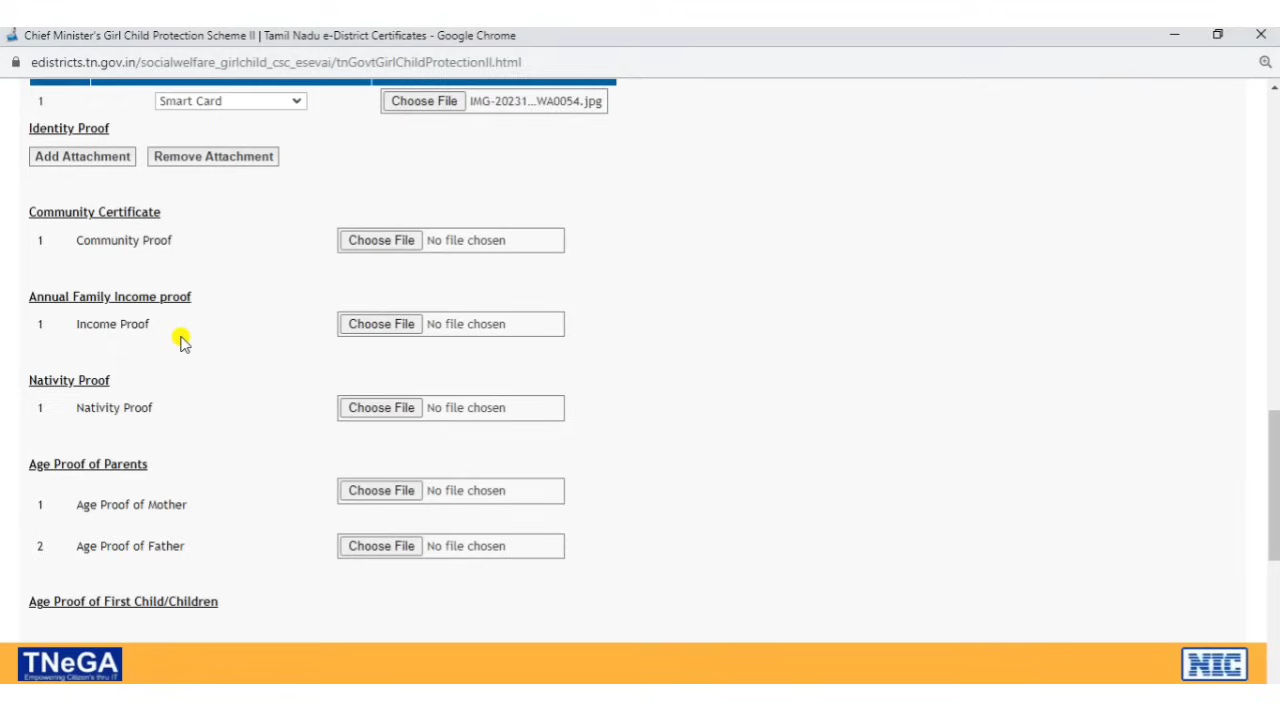 Chief Minister's Girl Child Protection Scheme II | Tamil Nadu e-District Certificates - Google Chrome
edistricts.tn.gov.in/socialwelfare_girlchild_csc_esevai/tnGovtGirlChildProtectionII.html
1 Smart Card Choose File IMG-20231...WA0054.jpg
Identity Proof
Add Attachment Remove Attachment
Community Certificate
1 Community Proof Choose File No file chosen
Annual Family Income proof
1 Income Proof Choose File No file chosen
Nativity Proof
1 Nativity Proof Choose File No file chosen
Age Proof of Parents
1 Age Proof of Mother Choose File No file chosen
2 Age Proof of Father Choose File No file chosen
Age Proof of First Child/Children
TNeGA NIC
Empowering Citizen's thru IT